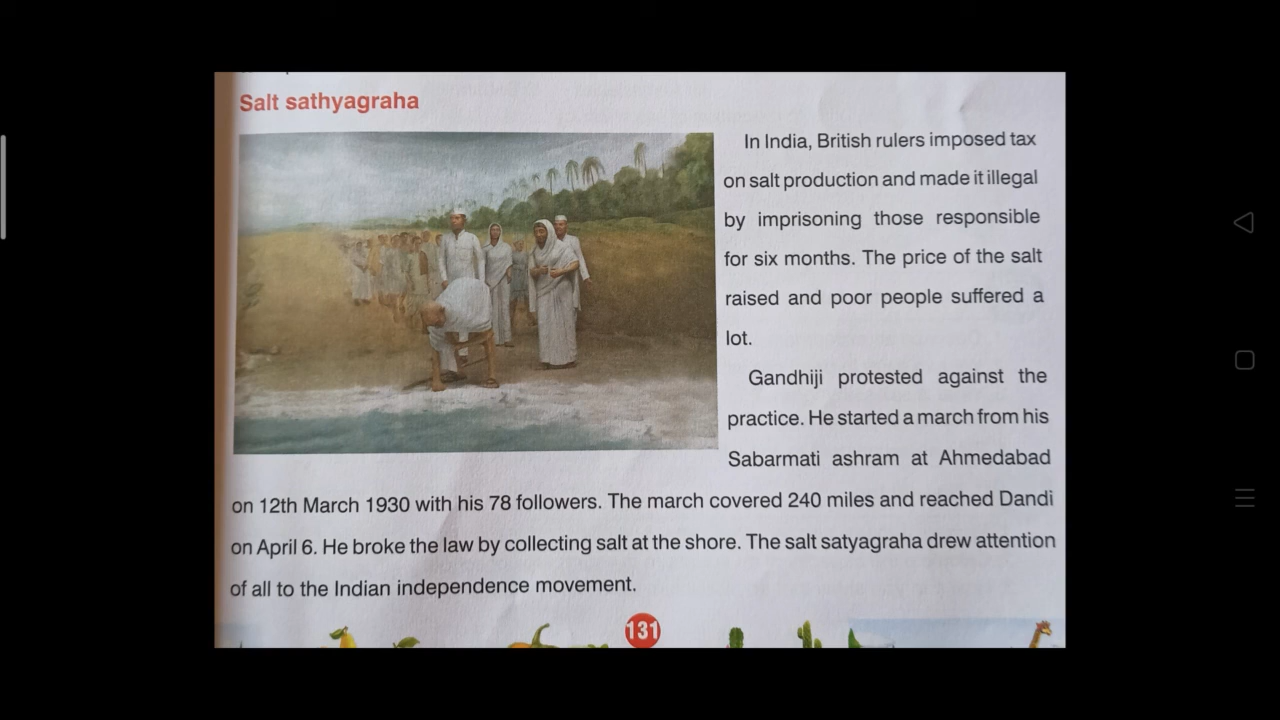 Salt sathyagraha
In India, British rulers imposed tax
on salt production and made it illegal
by imprisoning those responsible
for six months. The price of the salt
raised and poor people suffered a
lot.
Gandhiji protested against the
practice. He started a march from his
Sabarmati ashram at Ahmedabad
on 12th March 1930 with his 78 followers. The march covered 240 miles and reached Dandi
on April 6. He broke the law by collecting salt at the shore. The salt satyagraha drew attention
of all to the Indian independence movement.
131